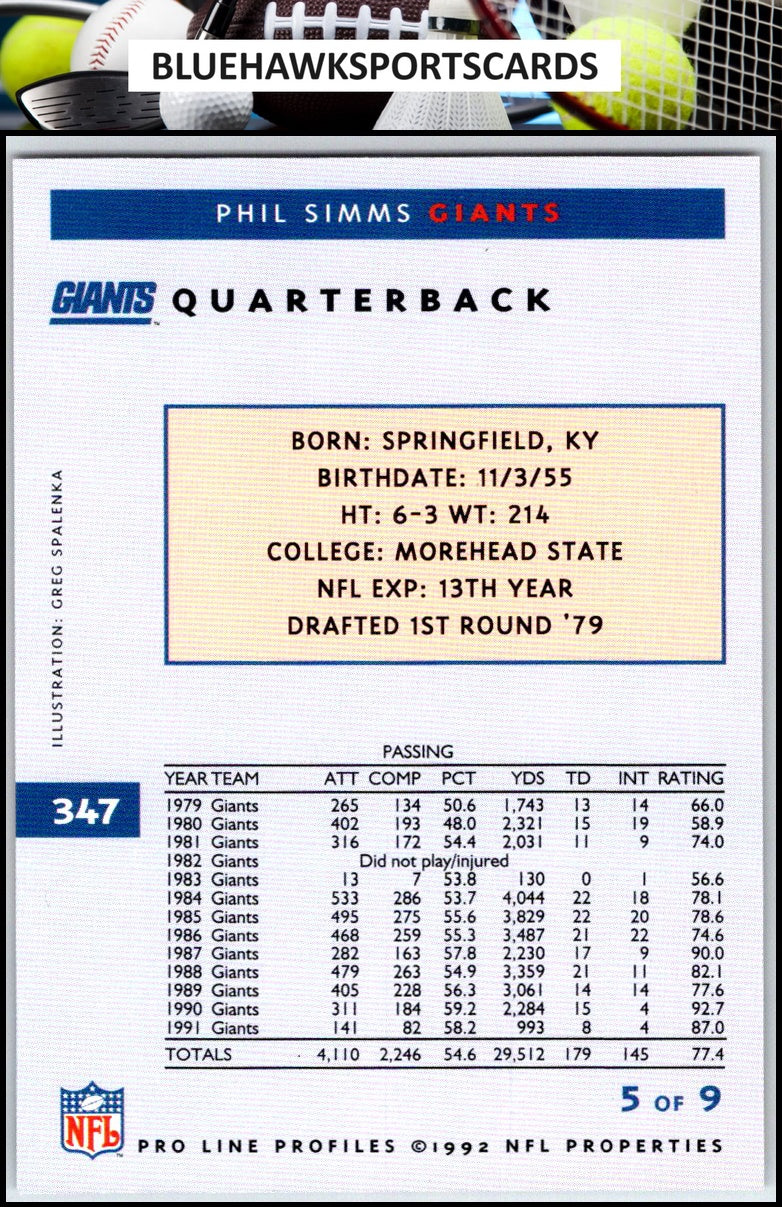 BLUEHAWKSPORTSCARDS
PHIL SIMMS GIANTS
GIANTS QUARTERBACK
BORN: SPRINGFIELD, KY
BIRTHDATE: 11/3/55
HT: 6-3 WT: 214
COLLEGE: MOREHEAD STATE
NFL EXP: 13TH YEAR
DRAFTED 1ST ROUND '79
ILLUSTRATION: GREG SPALENKA
347
PASSING
YEAR TEAM ATT COMP PCT YDS TD INT RATING
1979 Giants 265 134 50.6 1,743 13 14 66.0
1980 Giants 402 193 48.0 2,321 15 19 58.9
1981 Giants 316 172 54.4 2,031 11 9 74.0
1982 Giants Did not play/injured
1983 Giants 13 7 53.8 130 0 1 56.6
1984 Giants 533 286 53.7 4,044 22 18 78.1
1985 Giants 495 275 55.6 3,829 22 20 78.6
1986 Giants 468 259 55.3 3,487 21 22 74.6
1987 Giants 282 163 57.8 2,230 17 9 90.0
1988 Giants 479 263 54.9 3,359 21 11 82.1
1989 Giants 405 228 56.3 3,061 14 14 77.6
1990 Giants 311 184 59.2 2,284 15 4 92.7
1991 Giants 141 82 58.2 993 8 4 87.0
TOTALS 4,110 2,246 54.6 29,512 179 145 77.4
5 OF 9
NFL
PRO LINE PROFILES ©1992 NFL PROPERTIES